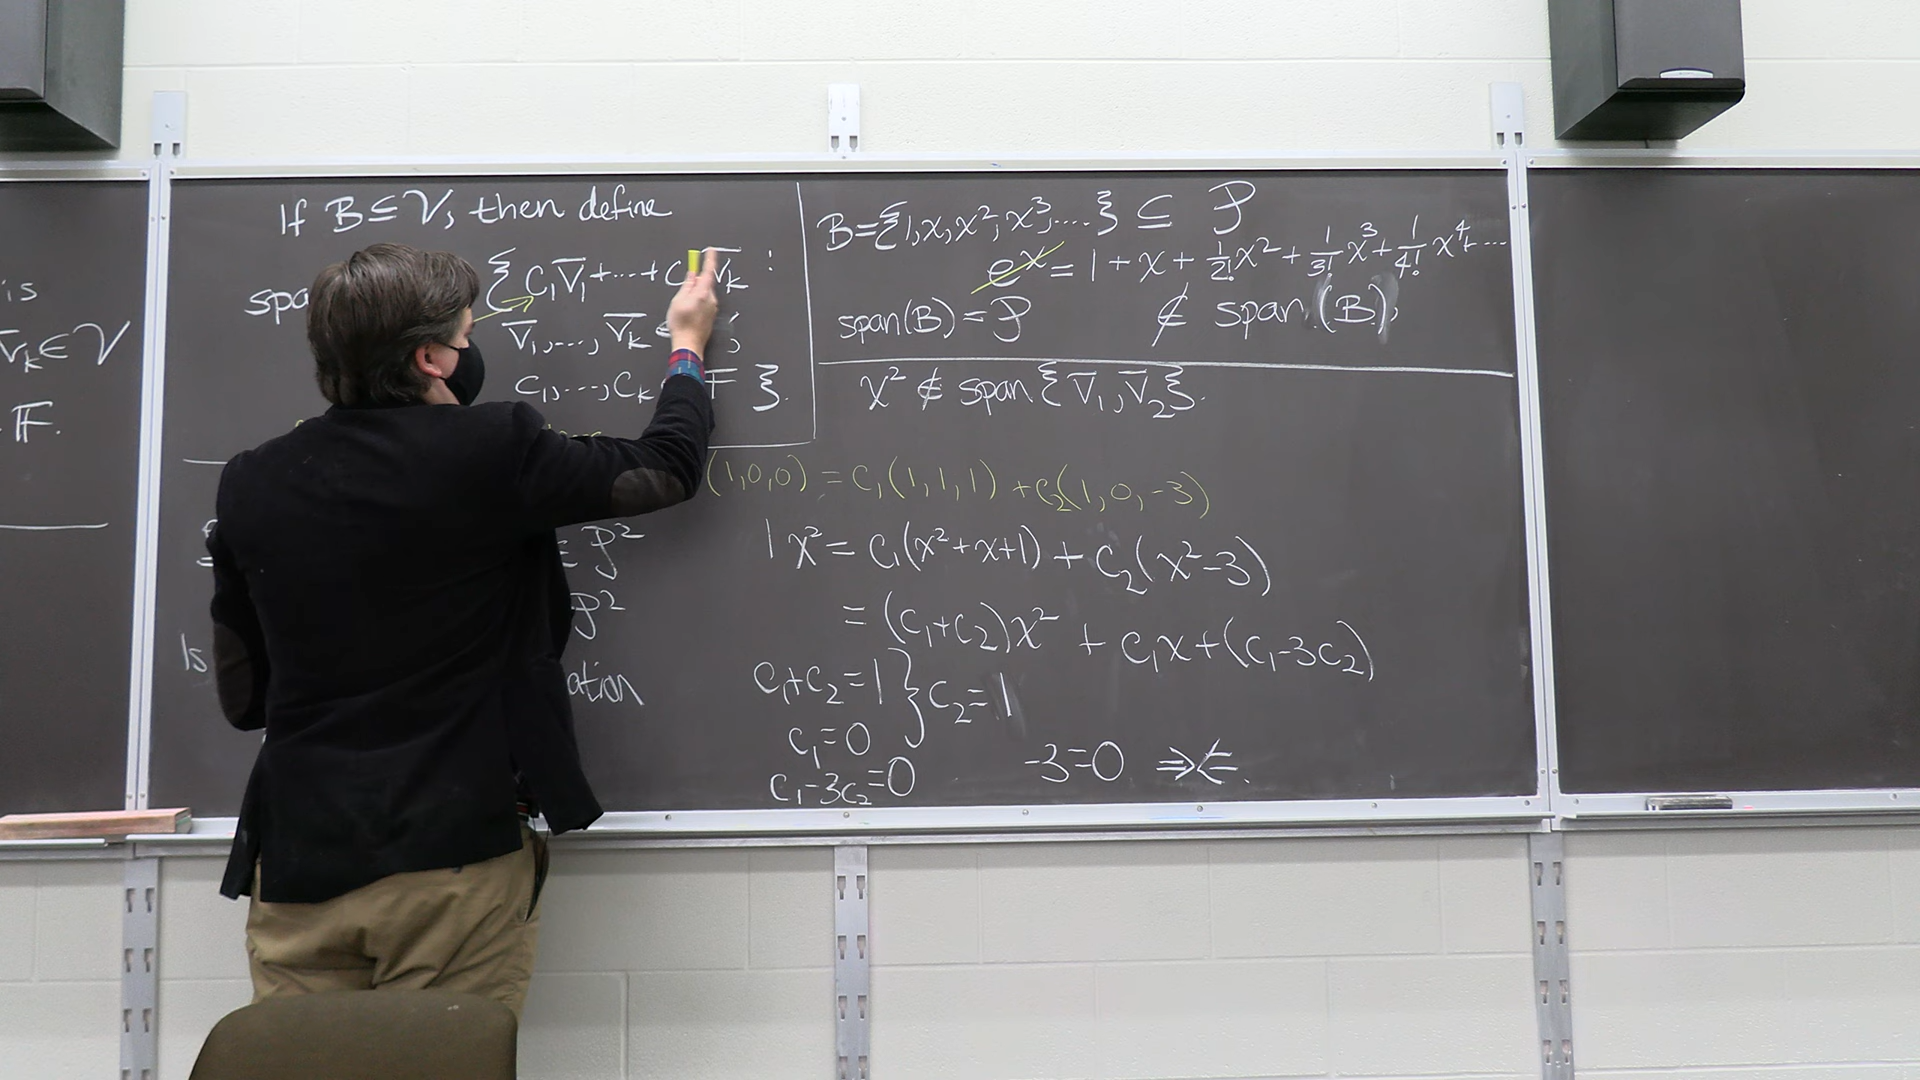 is
v̄ₖ ∈ V
F.
If B ⊆ V, then define
{ c₁v̄₁ + ⋯ + c v̄ₖ :
v̄₁, ..., v̄ₖ ,
c₁, ..., cₖ F }.
P²
P²
Is
ation
B = {1, x, x², x³, ....} ⊆ P
eˣ = 1 + x + 1/2! x² + 1/3! x³ + 1/4! x⁴ + ⋯
span(B) = P ∉ span (B),
x² ∉ span { v̄₁, v̄₂ }.
(1,0,0) = c₁(1,1,1) + c₂(1,0,-3)
1 x² = c₁(x²+x+1) + c₂(x²-3)
= (c₁+c₂)x² + c₁x + (c₁-3c₂)
c₁+c₂ = 1 } c₂ = 1
c₁ = 0
c₁-3c₂ = 0 -3 = 0 ⇒⇐.